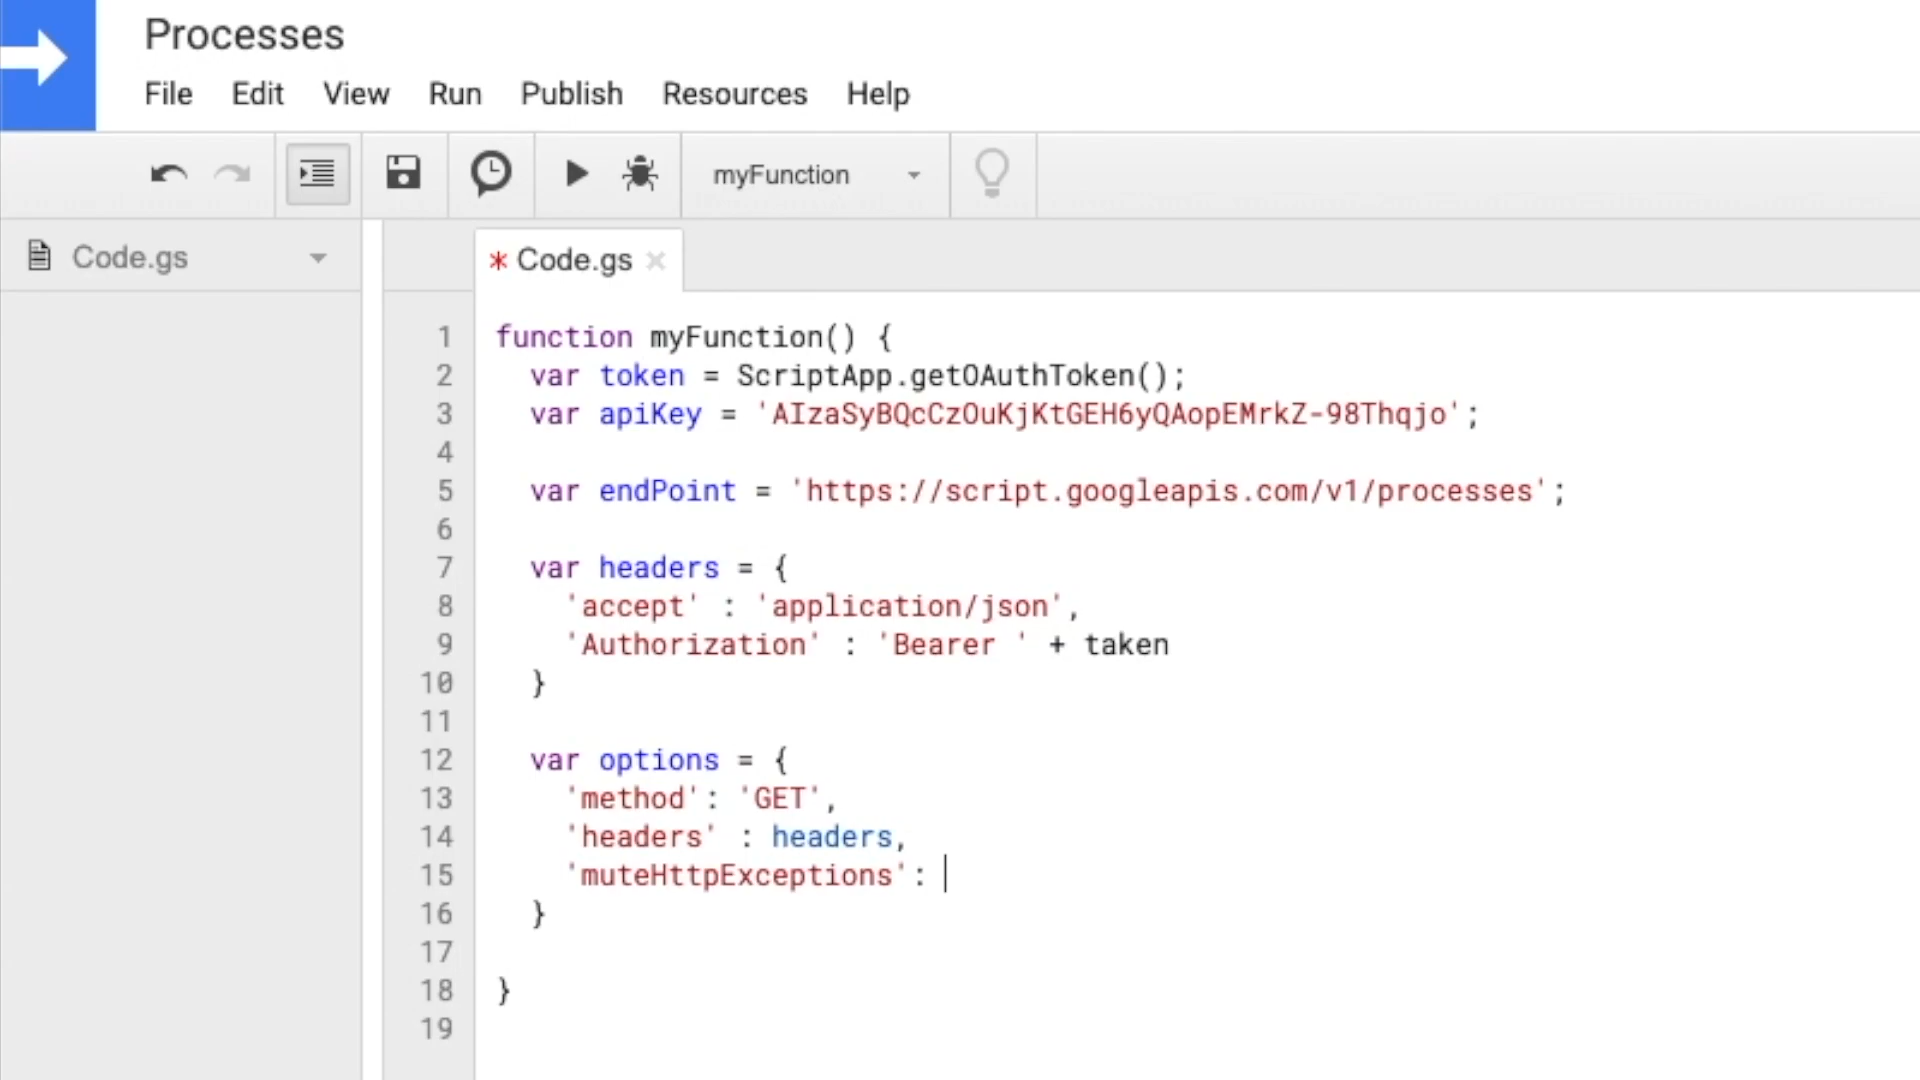 Processes
File Edit View Run Publish Resources Help
myFunction
Code.gs
* Code.gs ×
1 function myFunction() {
2 var token = ScriptApp.getOAuthToken();
3 var apiKey = 'AIzaSyBQcCzOuKjKtGEH6yQAopEMrkZ-98Thqjo';
4
5 var endPoint = 'https://script.googleapis.com/v1/processes';
6
7 var headers = {
8 'accept' : 'application/json',
9 'Authorization' : 'Bearer ' + taken
10 }
11
12 var options = {
13 'method': 'GET',
14 'headers' : headers,
15 'muteHttpExceptions':
16 }
17
18 }
19